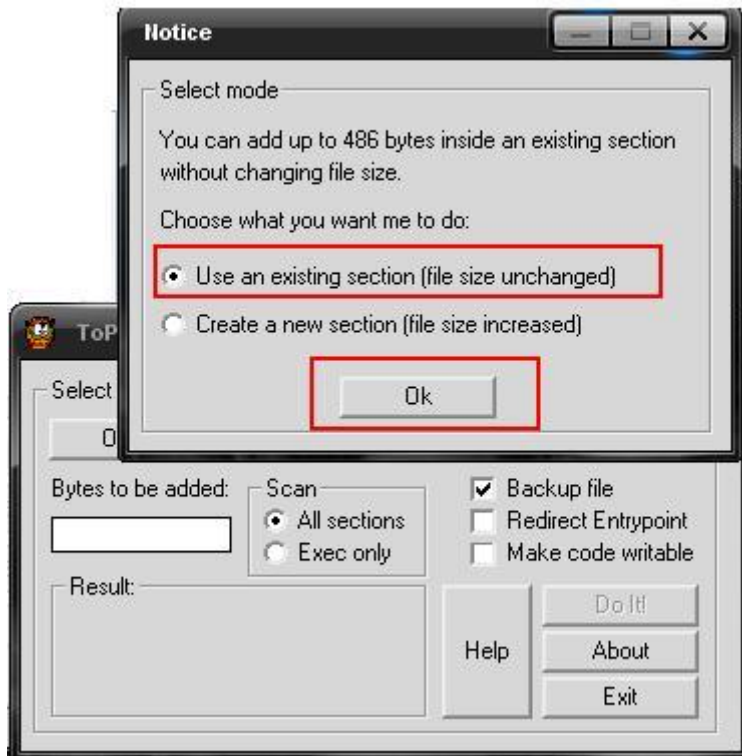 Notice
Select mode
You can add up to 486 bytes inside an existing section
without changing file size.
Choose what you want me to do:
Use an existing section (file size unchanged)
Create a new section (file size increased)
Ok
ToP
Select
Bytes to be added:
Scan
All sections
Exec only
Backup file
Redirect Entrypoint
Make code writable
Result:
Help
Do It!
About
Exit